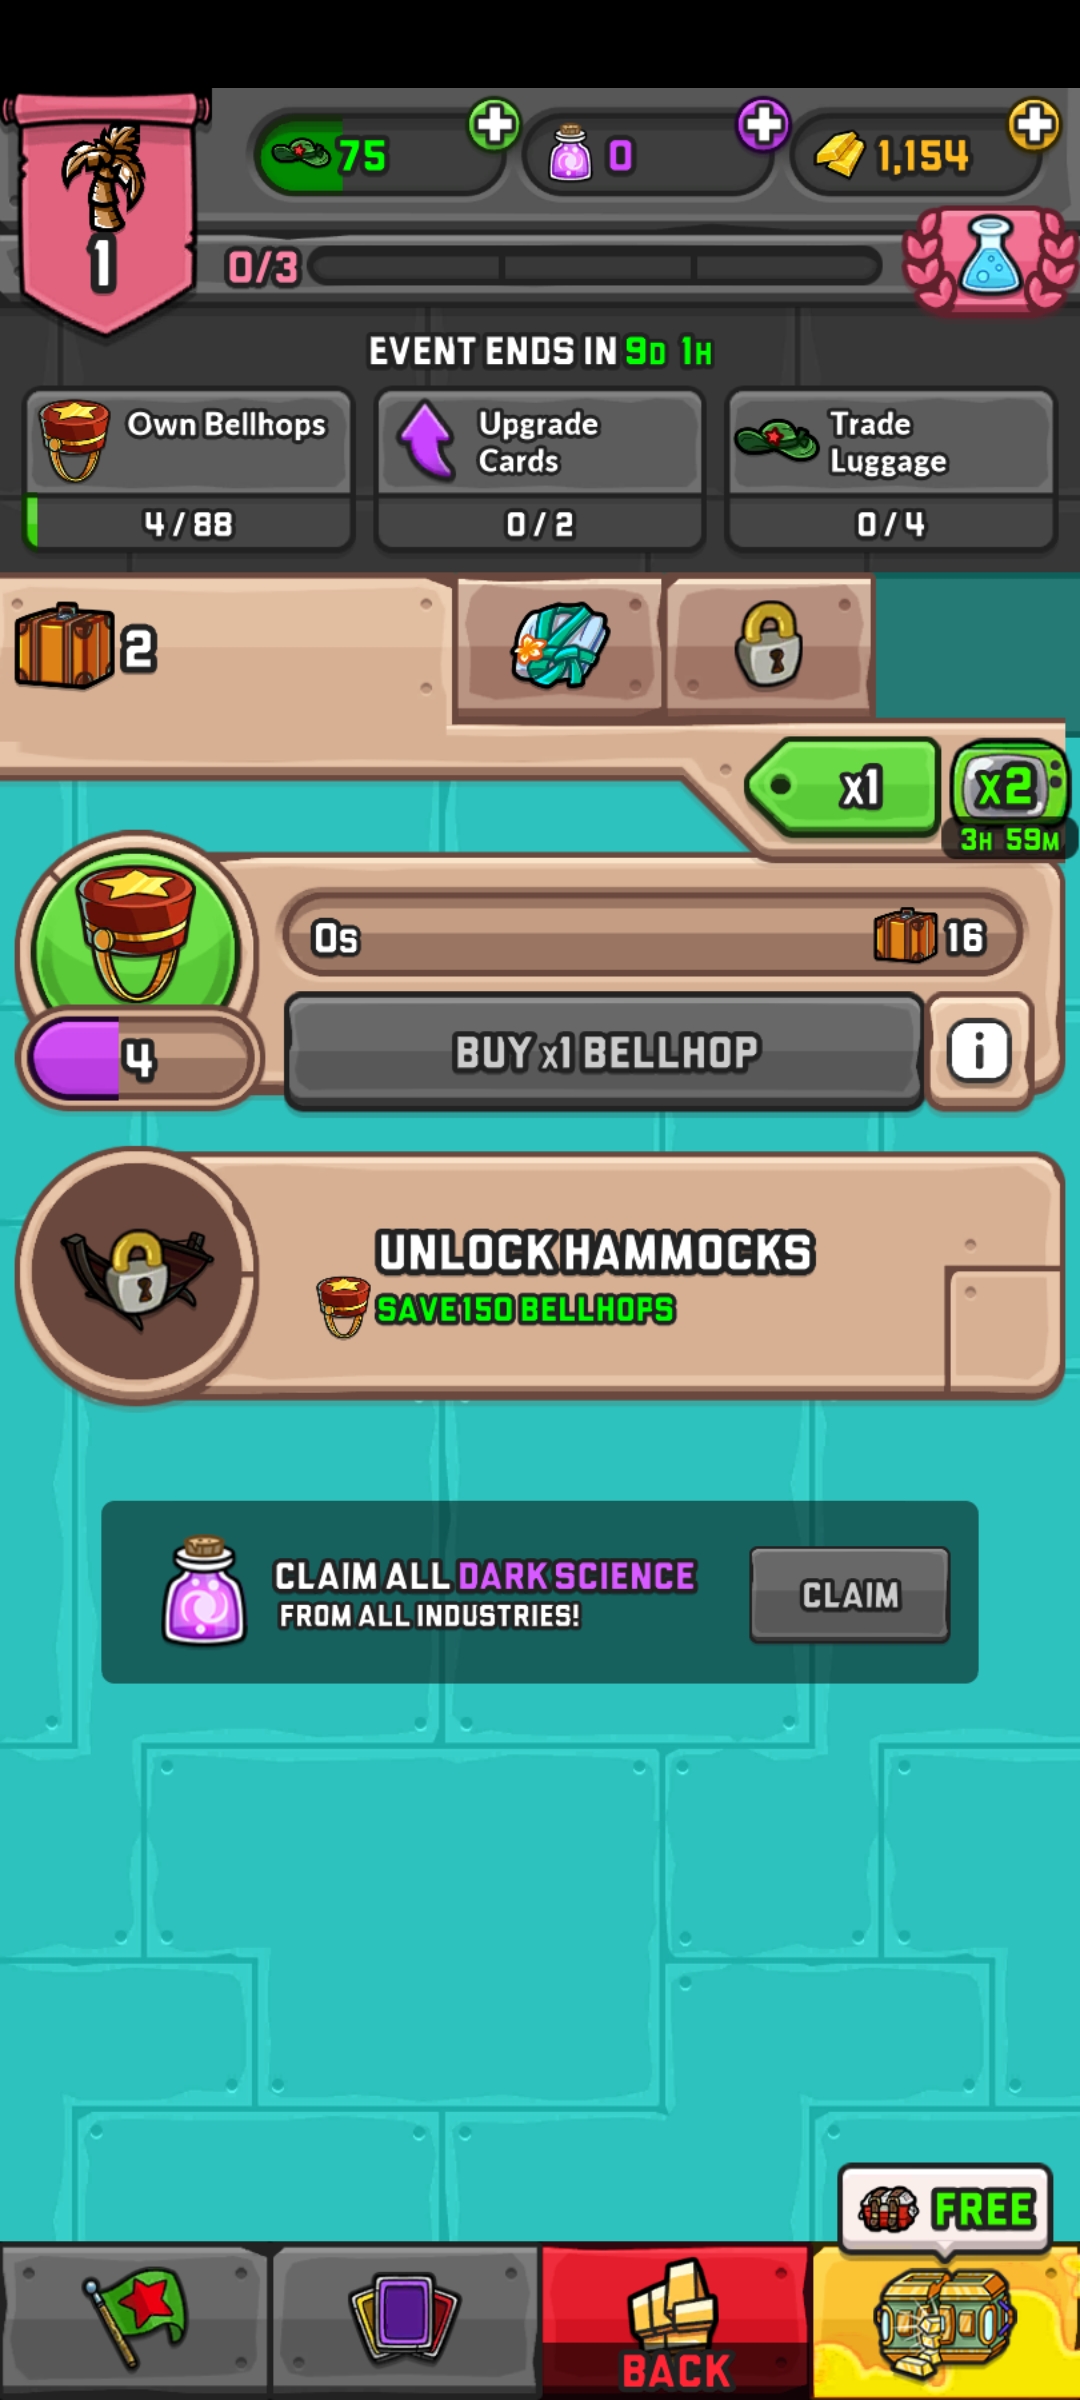 75
0
1,154
1
0/3
EVENT ENDS IN 9D 1H
Own Bellhops
4 / 88
Upgrade
Cards
0 / 2
Trade
Luggage
0 / 4
2
x1
x2
3H 59M
0s
16
4
BUY x1 BELLHOP
i
UNLOCK HAMMOCKS
SAVE 150 BELLHOPS
CLAIM ALL DARK SCIENCE
FROM ALL INDUSTRIES!
CLAIM
FREE
BACK